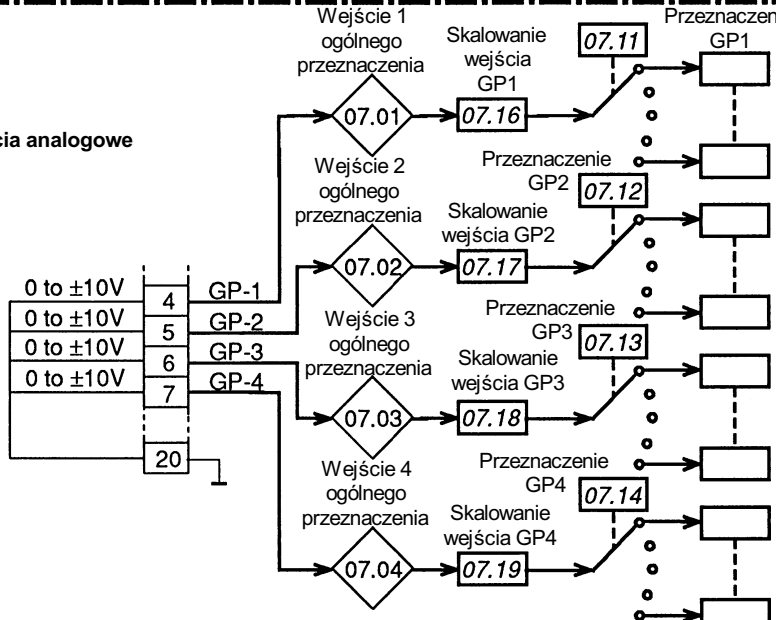 Wejście 1
ogólnego
przeznaczenia
Skalowanie
wejścia
GP1
07.11
GP1
07.01
07.16
analogowe
Wejście 2
ogólnego
przeznaczenia
Przeznaczenie
GP2
07.12
Skalowanie
wejścia GP2
07.02
07.17
0 to ±10V
4
GP-1
0 to ±10V
5
GP-2
0 to ±10V
6
GP-3
0 to ±10V
7
GP-4
20
Wejście 3
ogólnego
przeznaczenia
Przeznaczenie
GP3
07.13
Skalowanie
wejścia GP3
07.03
07.18
Wejście 4
ogólnego
przeznaczenia
Przeznaczenie
GP4
07.14
Skalowanie
wejścia GP4
07.04
07.19